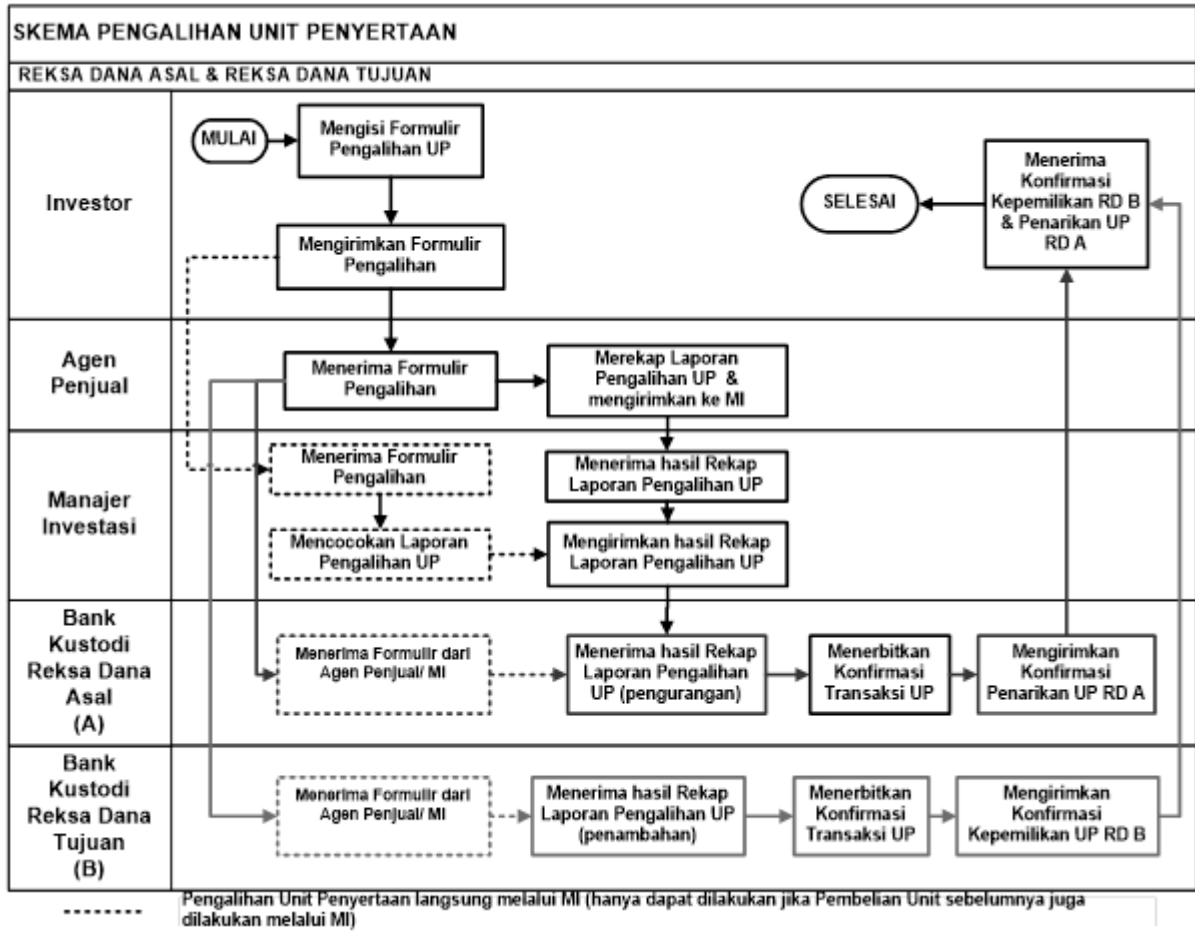 SKEMA PENGALIHAN UNIT PENYERTAAN
REKSA DANA ASAL & REKSA DANA TUJUAN
Investor
MULAI
Mengisi Formulir
Pengalihan UP
Mengirimkan Formulir
Pengalihan
SELESAI
Menerima
Konfirmasi
Kepemilikan RD B
& Penarikan UP
RD A
Agen
Penjual
Menerima Formulir
Pengalihan
Merekap Laporan
Pengalihan UP &
mengirimkan ke MI
Manajer
Investasi
Menerima Formulir
Pengalihan
Menerima hasil Rekap
Laporan Pengalihan UP
Mencocokan Laporan
Pengalihan UP
Mengirimkan hasil Rekap
Laporan Pengalihan UP
Bank
Kustodi
Reksa Dana
Asal
(A)
Menerima Formulir dari
Agen Penjual/ MI
Menerima hasil Rekap
Laporan Pengalihan
UP (pengurangan)
Menerbitkan
Konfirmasi
Transaksi UP
Mengirimkan
Konfirmasi
Penarikan UP RD A
Bank
Kustodi
Reksa Dana
Tujuan
(B)
Menerima Formulir dari
Agen Penjual/ MI
Menerima hasil Rekap
Laporan Pengalihan UP
(penambahan)
Menerbitkan
Konfirmasi
Transaksi UP
Mengirimkan
Konfirmasi
Kepemilikan UP RD B
Pengalihan Unit Penyertaan langsung melalui MI (hanya dapat dilakukan jika Pembelian Unit sebelumnya juga
dilakukan melalui MI)